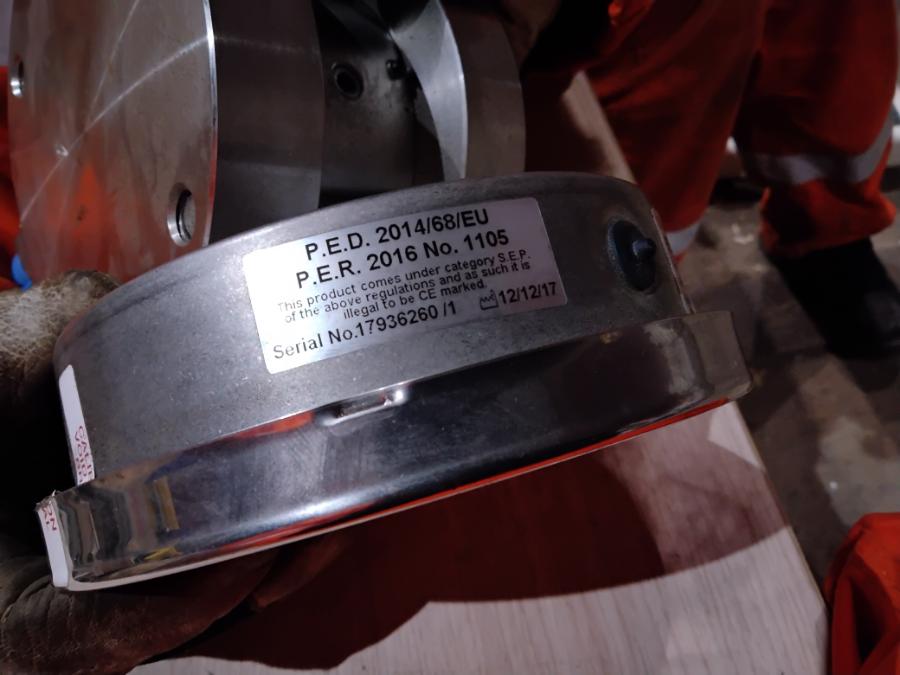 P.E.D. 2014/68/EU
P.E.R. 2016 No. 1105
This product comes under category S.E.P.
of the above regulations and as such it is
illegal to be CE marked.
12/12/17
Serial No.17936260 /1